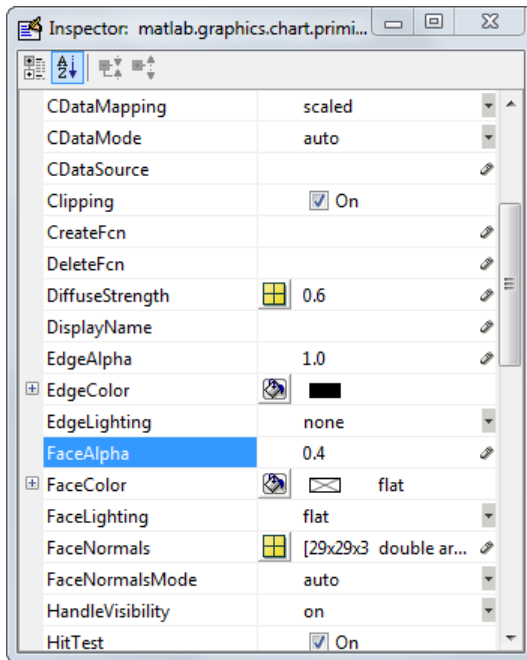 Inspector: matlab.graphics.chart.primi...
CDataMapping scaled
CDataMode auto
CDataSource
Clipping On
CreateFcn
DeleteFcn
DiffuseStrength 0.6
DisplayName
EdgeAlpha 1.0
EdgeColor
EdgeLighting none
FaceAlpha 0.4
FaceColor flat
FaceLighting flat
FaceNormals [29x29x3 double ar...
FaceNormalsMode auto
HandleVisibility on
HitTest On